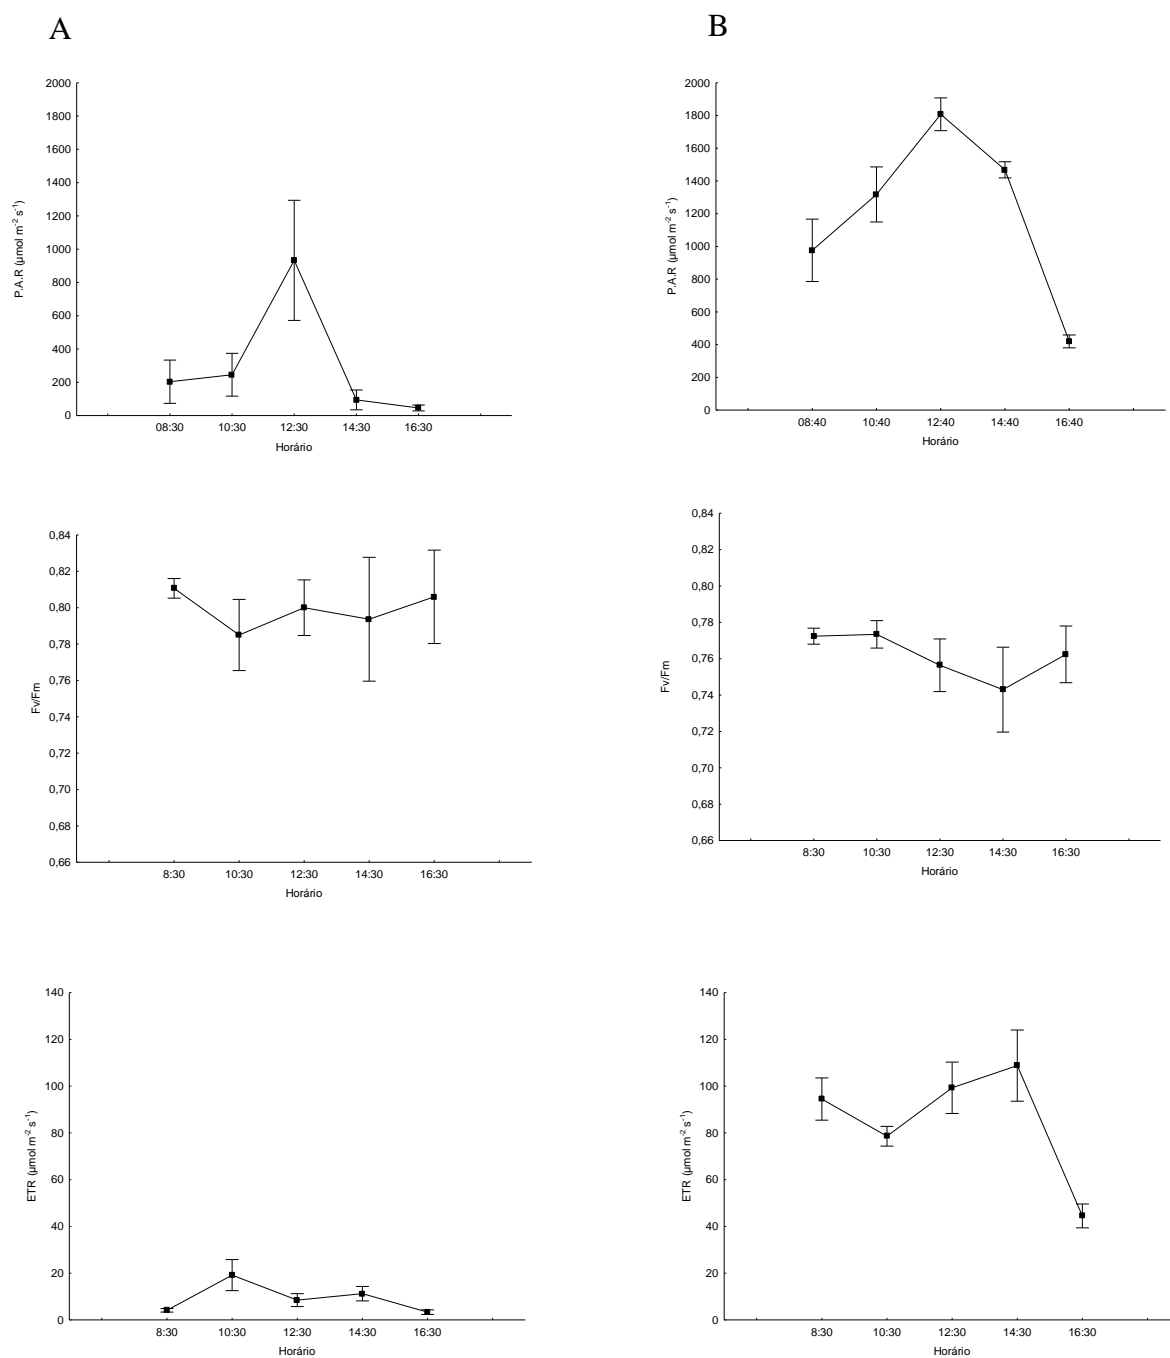 A
B
2000
1800
1600
1400
1200
1000
800
600
400
200
0
P.A.R (µmol m⁻² s⁻¹)
08:30 10:30 12:30 14:30 16:30
Horário
2000
1800
1600
1400
1200
1000
800
600
400
200
0
P.A.R (µmol m⁻² s⁻¹)
08:40 10:40 12:40 14:40 16:40
Horário
0,84
0,82
0,80
0,78
0,76
0,74
0,72
0,70
0,68
0,66
Fv/Fm
8:30 10:30 12:30 14:30 16:30
Horário
0,84
0,82
0,80
0,78
0,76
0,74
0,72
0,70
0,68
0,66
Fv/Fm
8:30 10:30 12:30 14:30 16:30
Horário
140
120
100
80
60
40
20
0
ETR (µmol m⁻² s⁻¹)
8:30 10:30 12:30 14:30 16:30
Horário
140
120
100
80
60
40
20
0
ETR (µmol m⁻² s⁻¹)
8:30 10:30 12:30 14:30 16:30
Horário